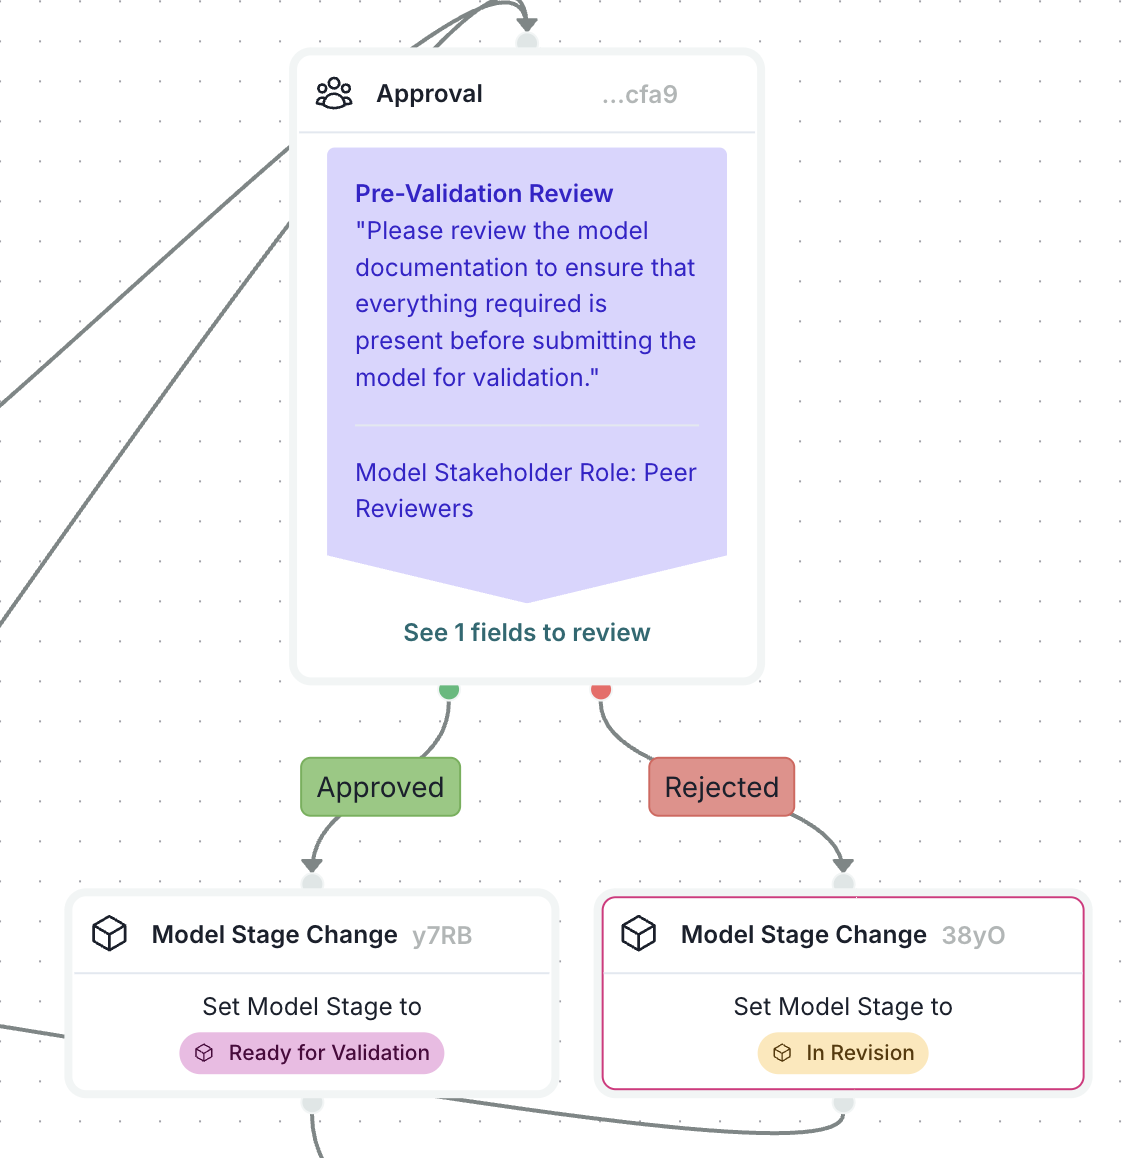 Approval ...cfa9
Pre-Validation Review
"Please review the model
documentation to ensure that
everything required is
present before submitting the
model for validation."
Model Stakeholder Role: Peer
Reviewers
See 1 fields to review
Approved
Rejected
Model Stage Change y7RB
Set Model Stage to
Ready for Validation
Model Stage Change 38yO
Set Model Stage to
In Revision